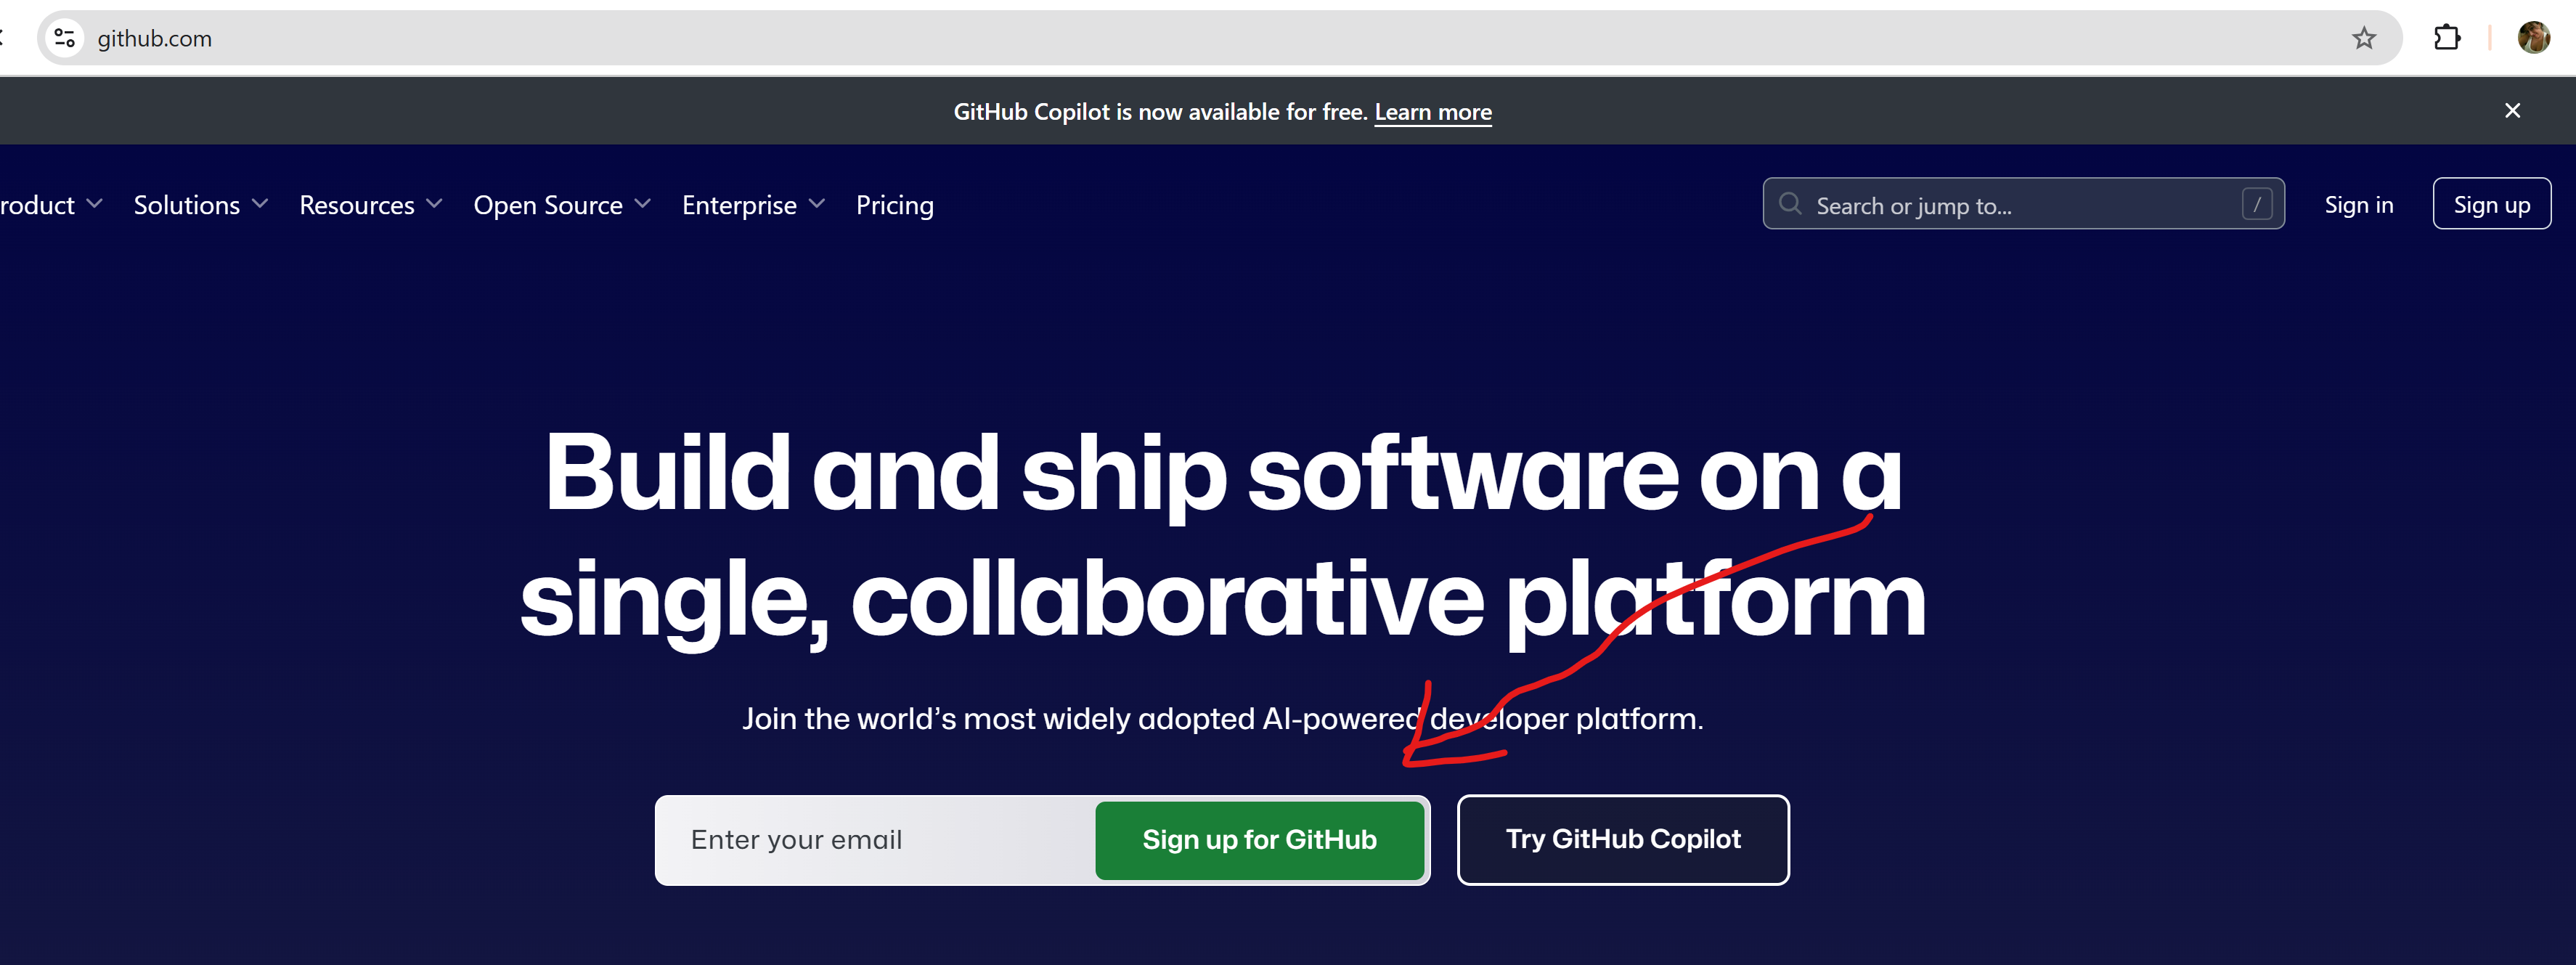 github.com
GitHub Copilot is now available for free. Learn more
roduct Solutions Resources Open Source Enterprise Pricing Search or jump to... / Sign in Sign up
Build and ship software on a
single, collaborative platform
Join the world’s most widely adopted AI-powered developer platform.
Enter your email Sign up for GitHub Try GitHub Copilot